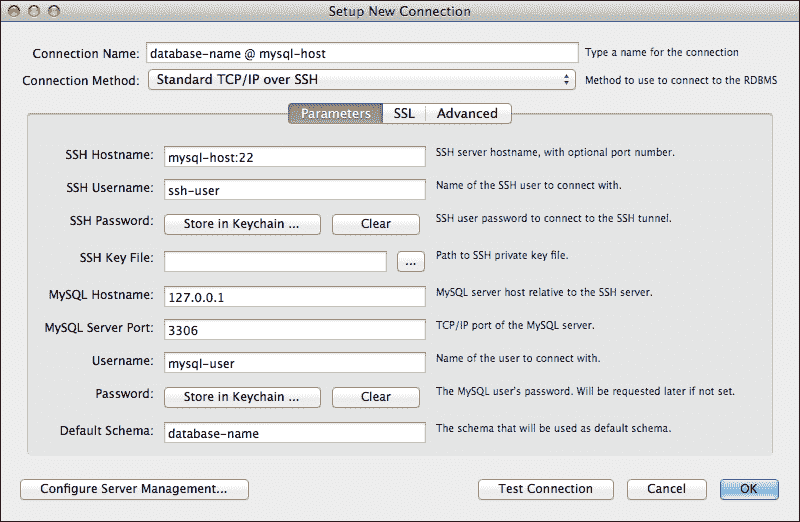 Setup New Connection
Connection Name: database-name @ mysql-host Type a name for the connection
Connection Method: Standard TCP/IP over SSH Method to use to connect to the RDBMS
Parameters SSL Advanced
SSH Hostname: mysql-host:22 SSH server hostname, with optional port number.
SSH Username: ssh-user Name of the SSH user to connect with.
SSH Password: Store in Keychain ... Clear SSH user password to connect to the SSH tunnel.
SSH Key File: ... Path to SSH private key file.
MySQL Hostname: 127.0.0.1 MySQL server host relative to the SSH server.
MySQL Server Port: 3306 TCP/IP port of the MySQL server.
Username: mysql-user Name of the user to connect with.
Password: Store in Keychain ... Clear The MySQL user's password. Will be requested later if not set.
Default Schema: database-name The schema that will be used as default schema.
Configure Server Management... Test Connection Cancel OK